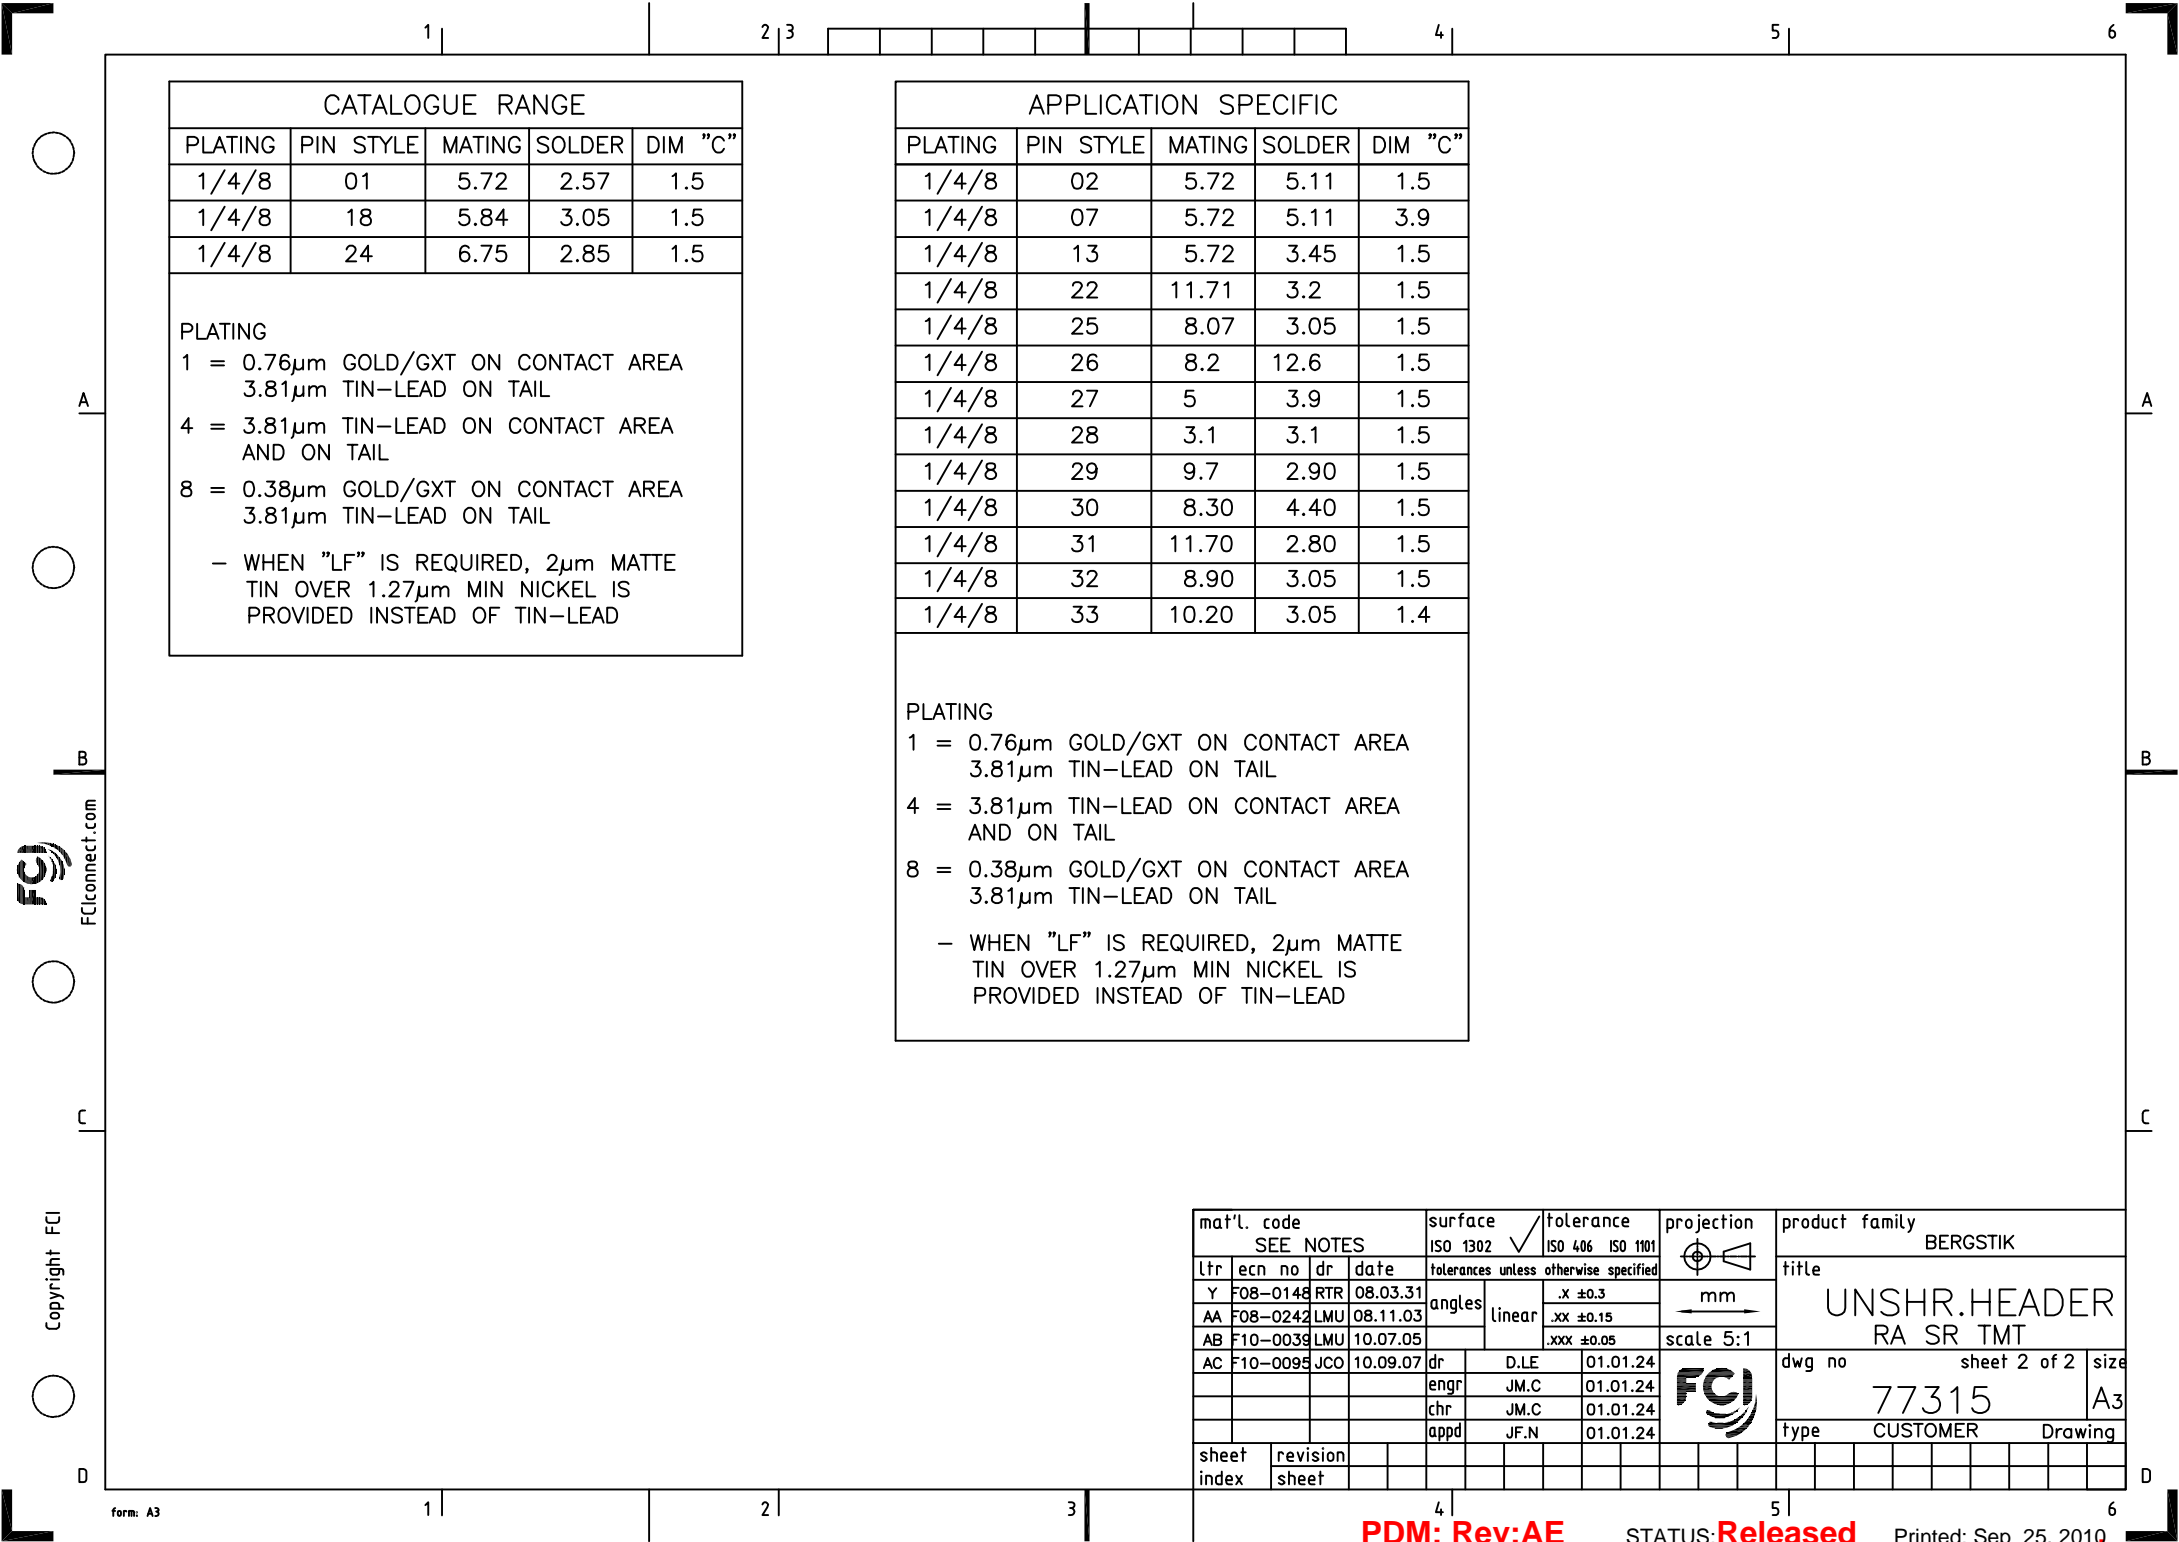 1 2 3 4 5 6
CATALOGUE RANGE
PLATING PIN STYLE MATING SOLDER DIM "C"
1/4/8 01 5.72 2.57 1.5
1/4/8 18 5.84 3.05 1.5
1/4/8 24 6.75 2.85 1.5
PLATING
1 = 0.76µm GOLD/GXT ON CONTACT AREA
3.81µm TIN-LEAD ON TAIL
4 = 3.81µm TIN-LEAD ON CONTACT AREA
AND ON TAIL
8 = 0.38µm GOLD/GXT ON CONTACT AREA
3.81µm TIN-LEAD ON TAIL
- WHEN "LF" IS REQUIRED, 2µm MATTE
TIN OVER 1.27µm MIN NICKEL IS
PROVIDED INSTEAD OF TIN-LEAD
APPLICATION SPECIFIC
PLATING PIN STYLE MATING SOLDER DIM "C"
1/4/8 02 5.72 5.11 1.5
1/4/8 07 5.72 5.11 3.9
1/4/8 13 5.72 3.45 1.5
1/4/8 22 11.71 3.2 1.5
1/4/8 25 8.07 3.05 1.5
1/4/8 26 8.2 12.6 1.5
1/4/8 27 5 3.9 1.5
1/4/8 28 3.1 3.1 1.5
1/4/8 29 9.7 2.90 1.5
1/4/8 30 8.30 4.40 1.5
1/4/8 31 11.70 2.80 1.5
1/4/8 32 8.90 3.05 1.5
1/4/8 33 10.20 3.05 1.4
PLATING
1 = 0.76µm GOLD/GXT ON CONTACT AREA
3.81µm TIN-LEAD ON TAIL
4 = 3.81µm TIN-LEAD ON CONTACT AREA
AND ON TAIL
8 = 0.38µm GOLD/GXT ON CONTACT AREA
3.81µm TIN-LEAD ON TAIL
- WHEN "LF" IS REQUIRED, 2µm MATTE
TIN OVER 1.27µm MIN NICKEL IS
PROVIDED INSTEAD OF TIN-LEAD
A A
B B
FCI
FCIconnect.com
C C
Copyright FCI
D D
mat'l. code
SEE NOTES
surface
ISO 1302
tolerance
ISO 406 ISO 1101
projection
product family
BERGSTIK
ltr ecn no dr date
tolerances unless otherwise specified
Y F08-0148 RTR 08.03.31
AA F08-0242 LMU 08.11.03
AB F10-0039 LMU 10.07.05
AC F10-0095 JCO 10.09.07
angles
linear
.X ±0.3
.XX ±0.15
.XXX ±0.05
mm
scale 5:1
title
UNSHR.HEADER
RA SR TMT
dr D.LE 01.01.24
engr JM.C 01.01.24
chr JM.C 01.01.24
appd JF.N 01.01.24
FCI
dwg no sheet 2 of 2 size
77315 A3
type CUSTOMER Drawing
sheet revision
index sheet
form: A3
1 2 3 4 5 6
PDM: Rev:AE STATUS:Released Printed: Sep 25, 2010